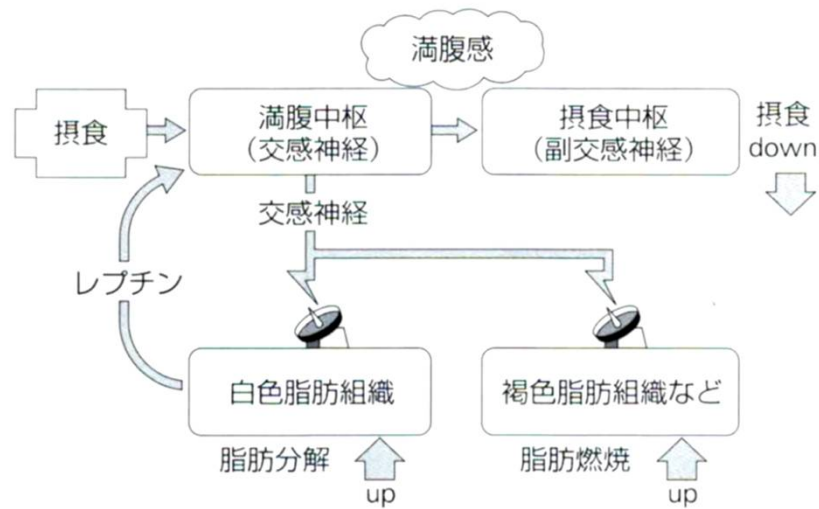 満腹感
摂食
満腹中枢
(交感神経)
摂食中枢
(副交感神経)
摂食
down
交感神経
レプチン
白色脂肪組織
褐色脂肪組織など
脂肪分解
up
脂肪燃焼
up